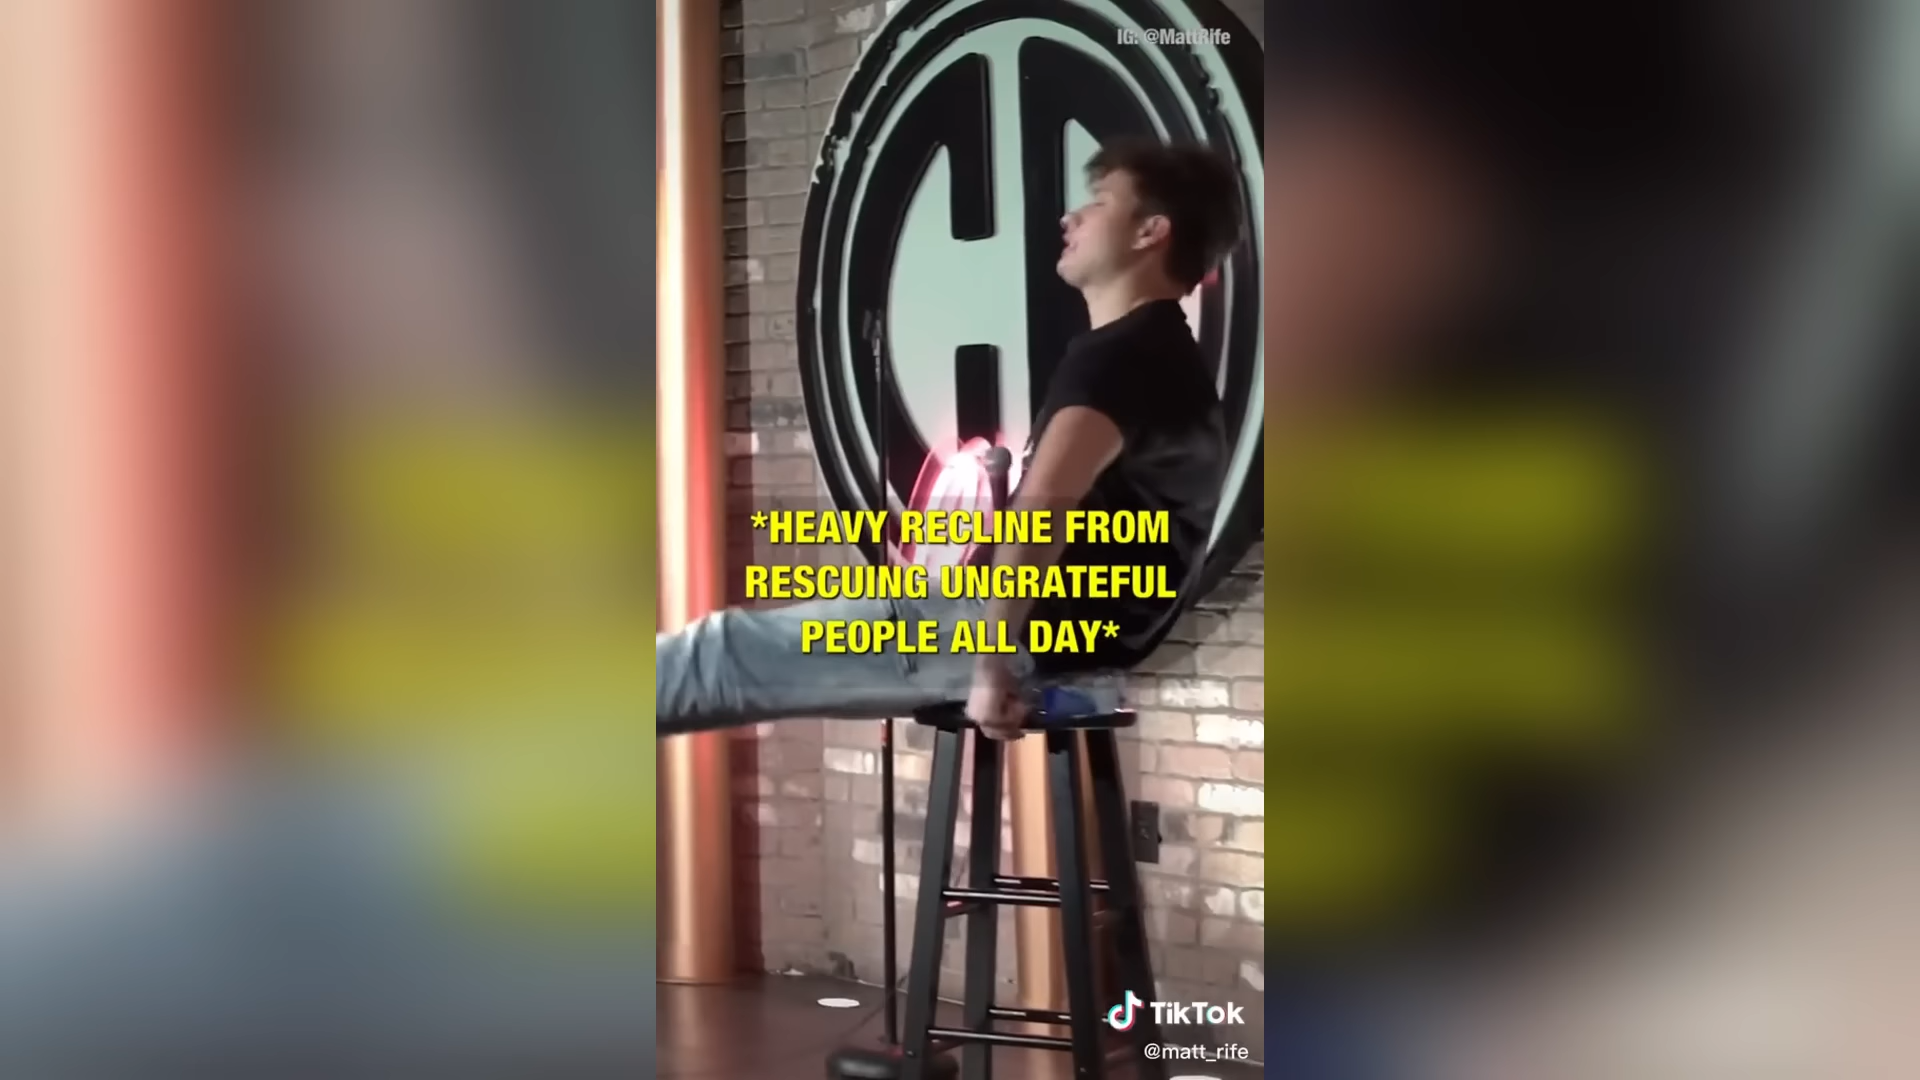 IG: @MattRife
*HEAVY RECLINE FROM
RESCUING UNGRATEFUL
PEOPLE ALL DAY*
TikTok
@matt_rife